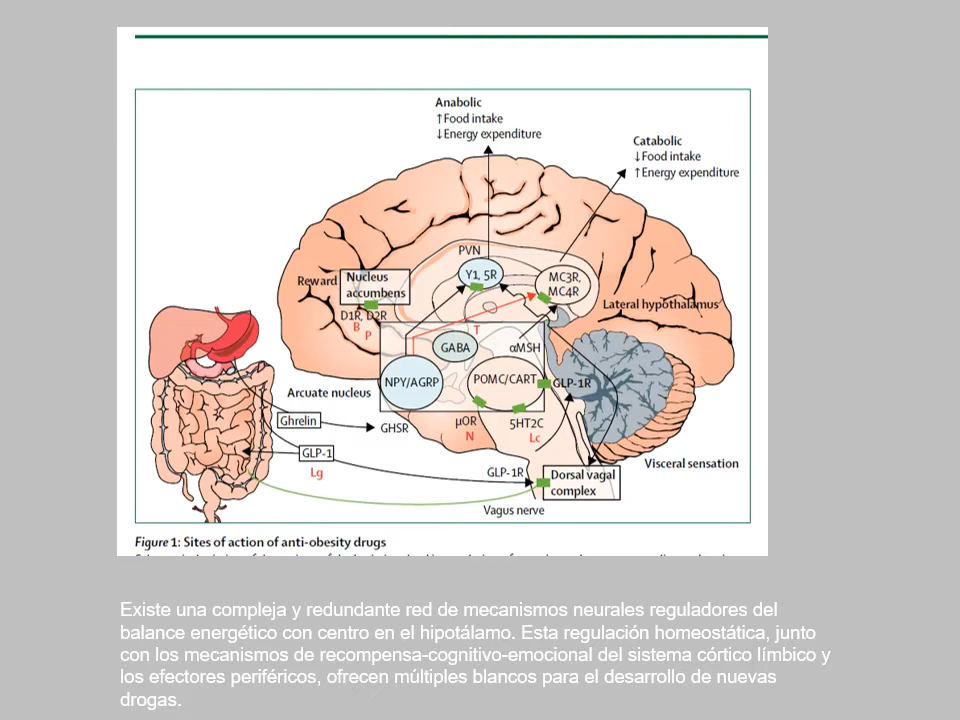 Anabolic
↑Food intake
↓Energy expenditure
Catabolic
↓Food intake
↑Energy expenditure
PVN
Y1, 5R
MC3R,
MC4R
Reward
Nucleus
accumbens
D1R, D2R
B
P
Lateral hypothalamus
T
GABA
αMSH
NPY/AGRP
POMC/CART
GLP-1R
Arcuate nucleus
Ghrelin
GHSR
μOR
N
5HT2C
Lc
GLP-1
Lg
GLP-1R
Dorsal vagal
complex
Visceral sensation
Vagus nerve
Figure 1: Sites of action of anti-obesity drugs
Existe una compleja y redundante red de mecanismos neurales reguladores del
balance energético con centro en el hipotálamo. Esta regulación homeostática, junto
con los mecanismos de recompensa-cognitivo-emocional del sistema córtico límbico y
los efectores periféricos, ofrecen múltiples blancos para el desarrollo de nuevas
drogas.